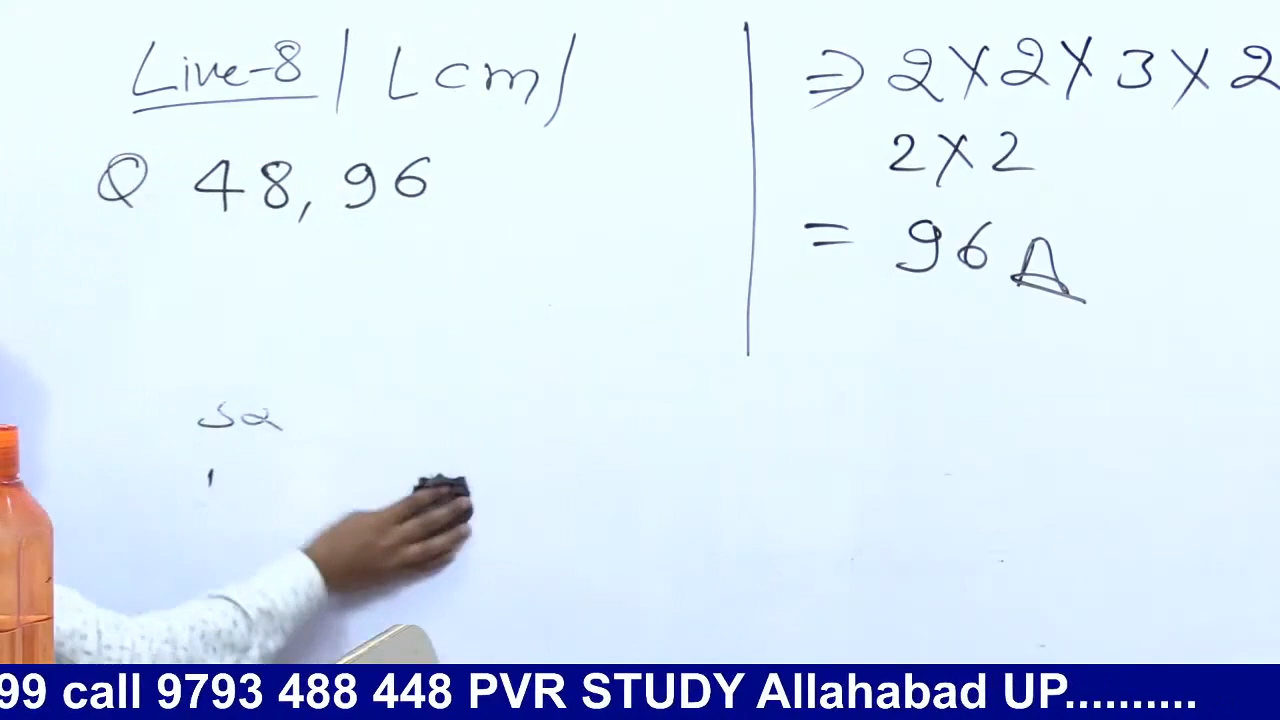 Live-8 | Lcm |
Q 48, 96
⇒ 2 X 2 X 3 X 2
2 X 2
= 96 A
99 call 9793 488 448 PVR STUDY Allahabad UP..........